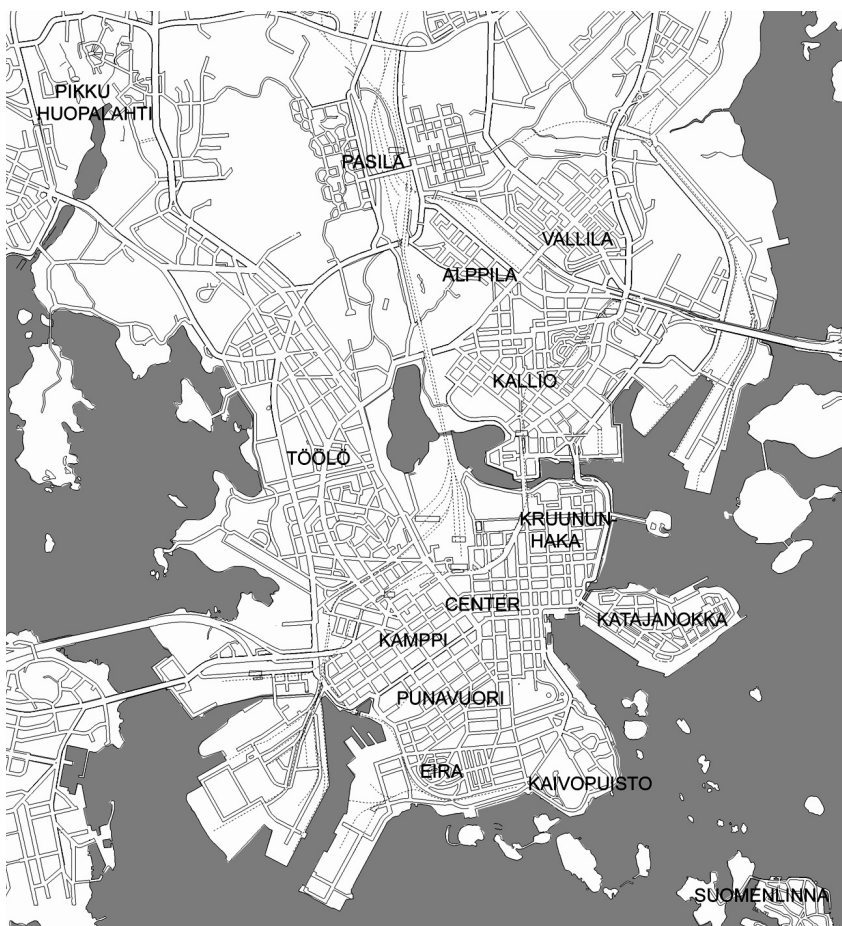 PIKKU
HUOPALAHTI
PASILA
VALLILA
ALPPILA
KALLIO
TÖÖLÖ
KRUUNUN
HAKA
CENTER
KATAJANOKKA
KAMPPI
PUNAVUORI
EIRA
KAIVOPUISTO
SUOMENLINNA